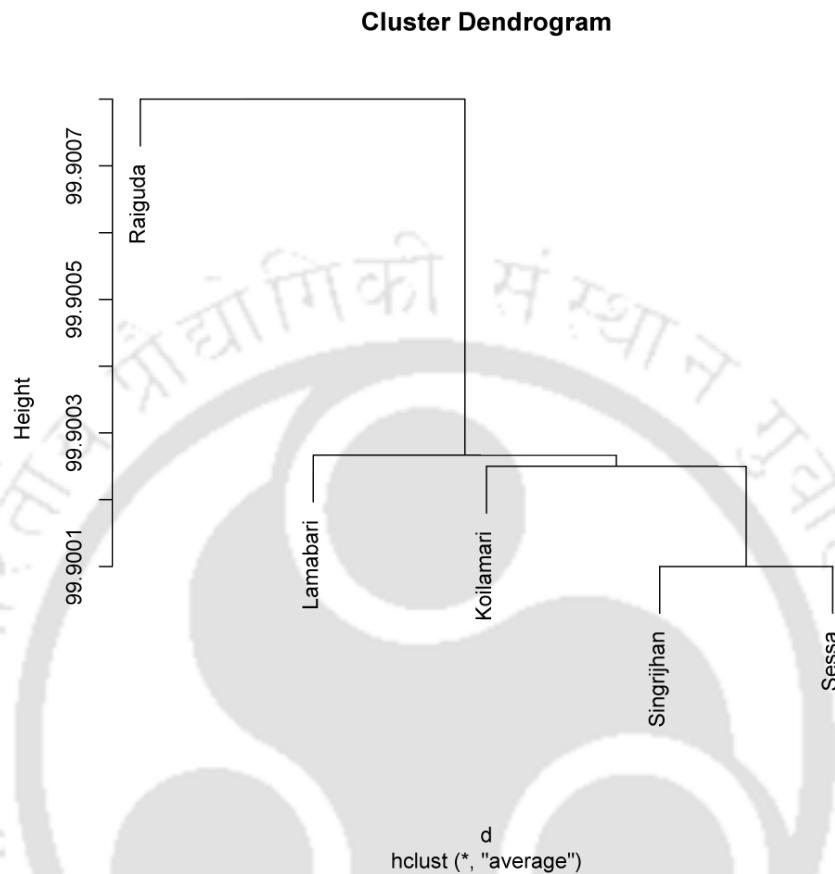 Cluster Dendrogram
Height
99.9007
99.9005
99.9003
99.9001
Raiguda
Lamabari
Koilamari
Singrijhan
Sessa
d
hclust (*, "average")
प्रौद्योगिकी संस्थान